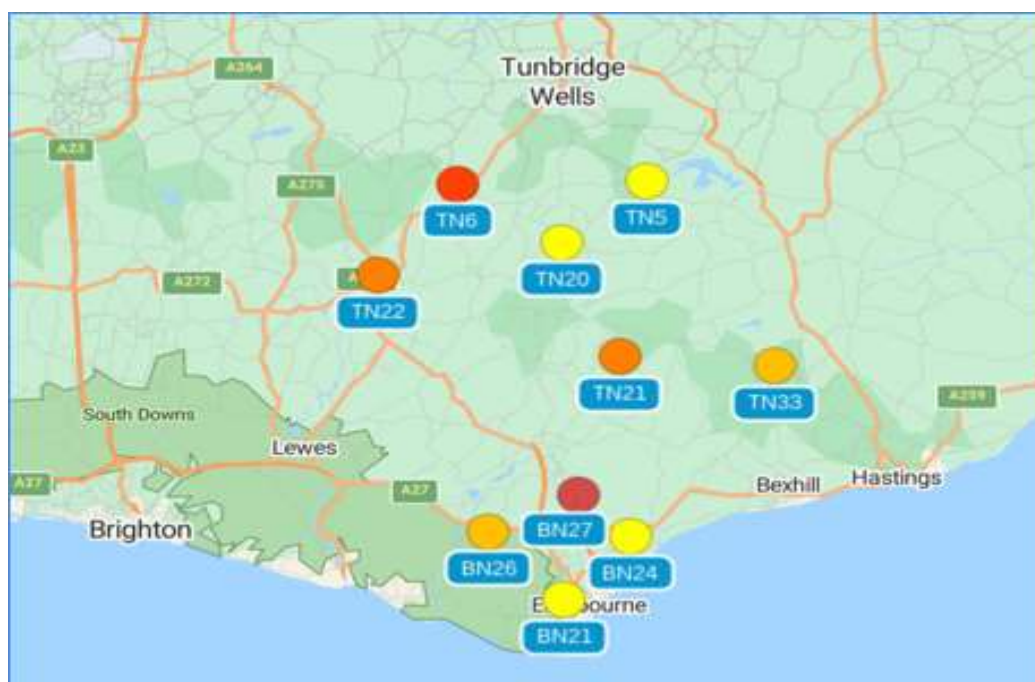 Tunbridge
Wells
A264
A23
A275
TN6
TN5
TN20
A272
TN22
TN21
TN33
A259
South Downs
Lewes
Hastings
Bexhill
A27
A27
Brighton
BN27
BN26
BN24
BN21